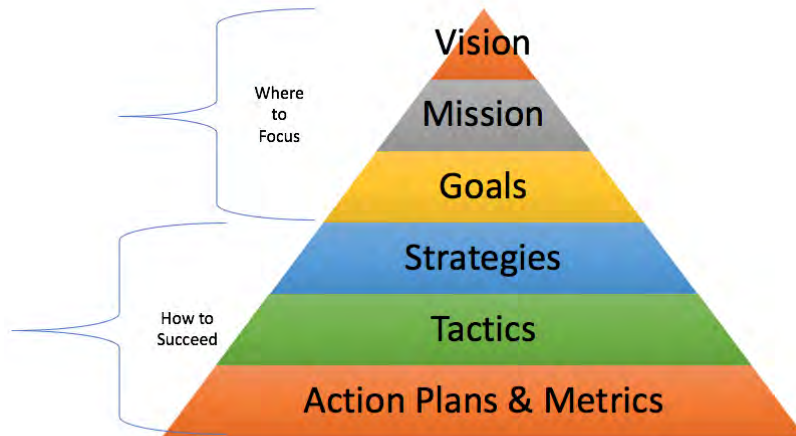 Vision
Where
to
Focus
Mission
Goals
Strategies
How to
Succeed
Tactics
Action Plans & Metrics